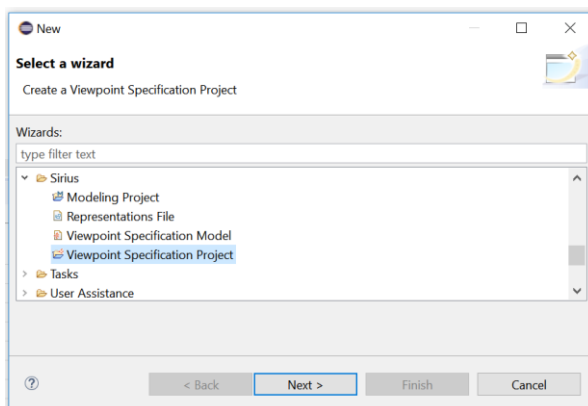 New
Select a wizard
Create a Viewpoint Specification Project
Wizards:
type filter text
Sirius
Modeling Project
Representations File
Viewpoint Specification Model
Viewpoint Specification Project
Tasks
User Assistance
? < Back Next > Finish Cancel